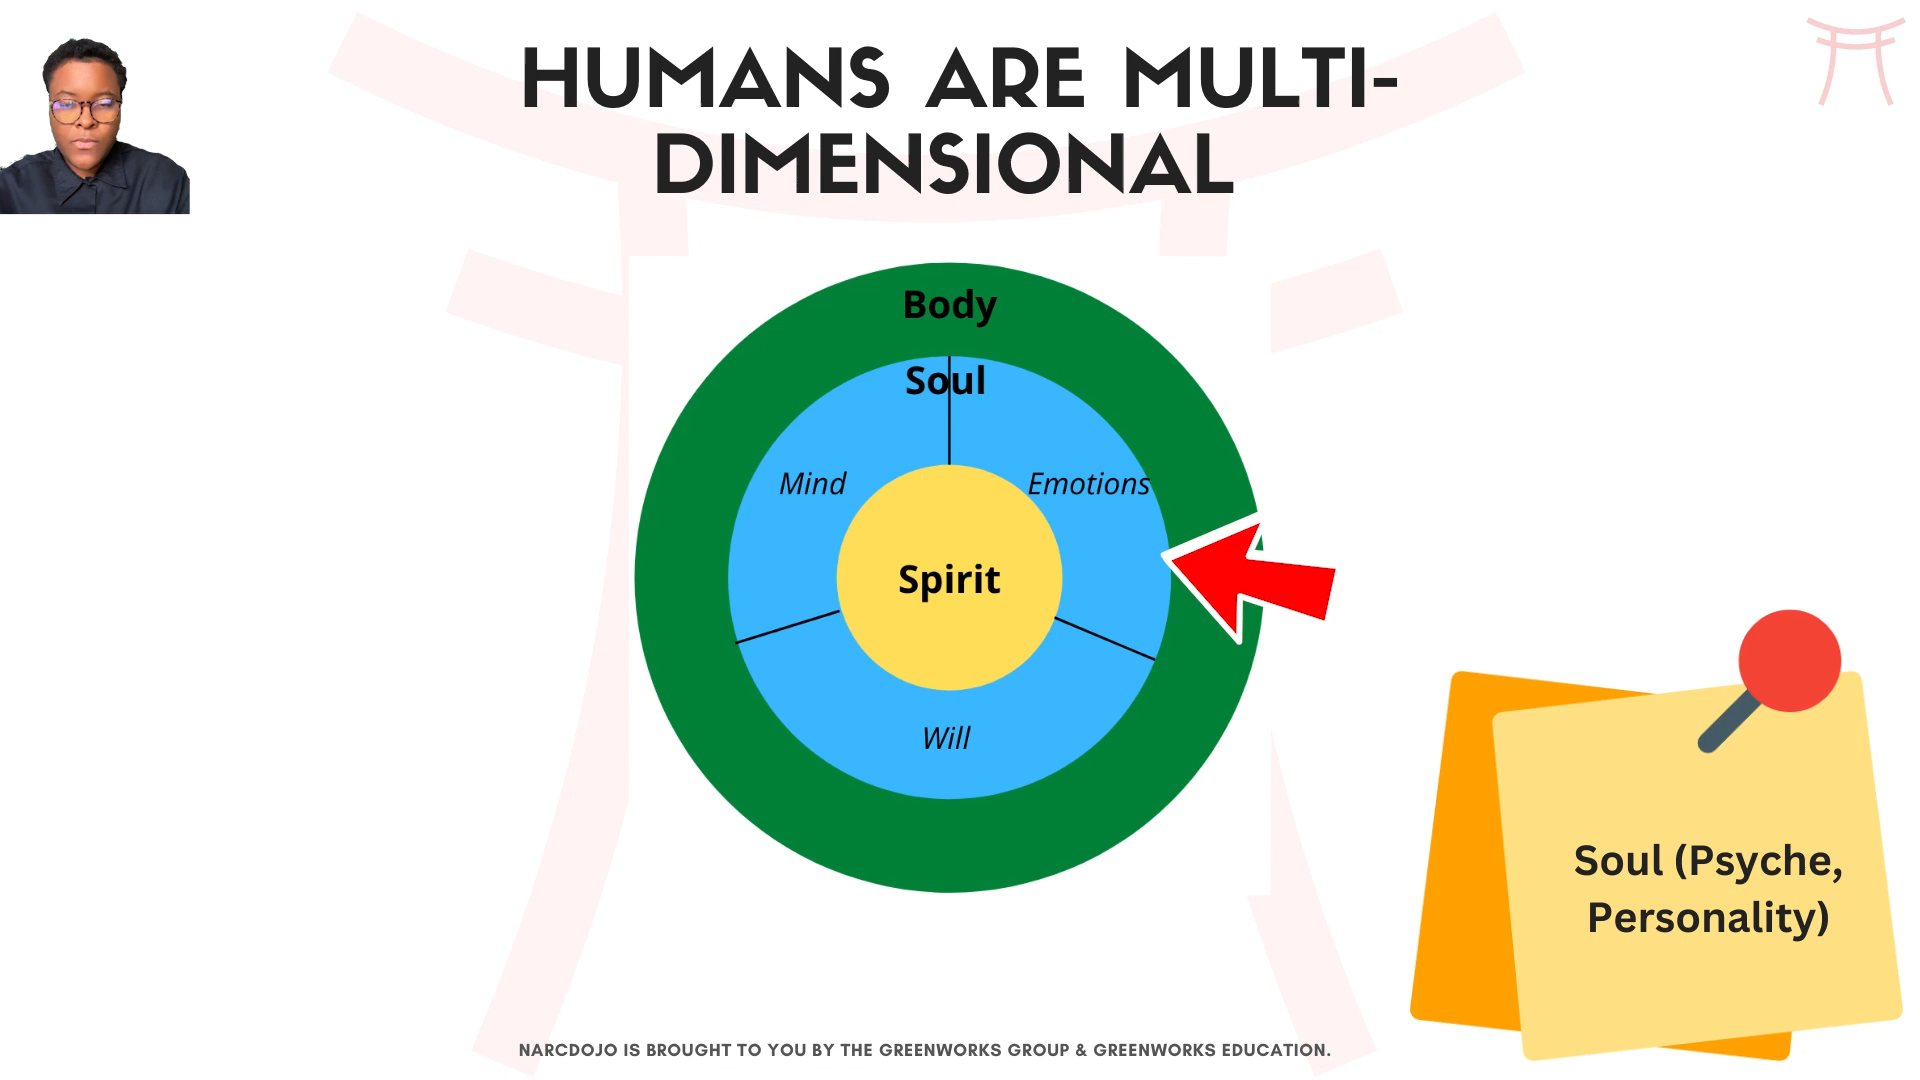 HUMANS ARE MULTI-
DIMENSIONAL
Body
Soul
Mind
Emotions
Spirit
Will
Soul (Psyche,
Personality)
NARCDOJO IS BROUGHT TO YOU BY THE GREENWORKS GROUP & GREENWORKS EDUCATION.